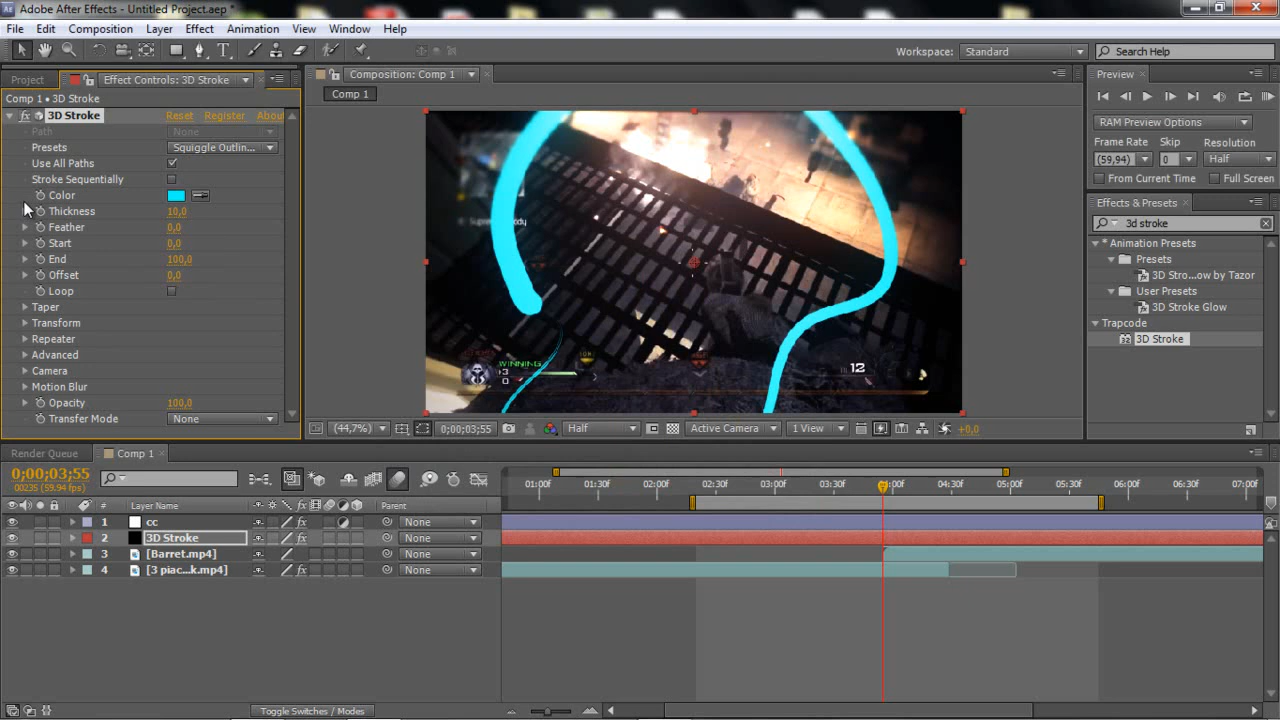 Adobe After Effects - Untitled Project.aep *
File Edit Composition Layer Effect Animation View Window Help
Workspace: Standard Search Help
Project Effect Controls: 3D Stroke
Comp 1 • 3D Stroke
fx 3D Stroke Reset Register Abou
Path None
Presets Squiggle Outlin...
Use All Paths
Stroke Sequentially
Color
Thickness 10,0
Feather 0,0
Start 0,0
End 100,0
Offset 0,0
Loop
Taper
Transform
Repeater
Advanced
Camera
Motion Blur
Opacity 100,0
Transfer Mode None
Composition: Comp 1
Comp 1
WINNING
3
0
12
(44,7%) 0;00;03;55 Half Active Camera 1 View +0,0
Preview
RAM Preview Options
Frame Rate Skip Resolution
(59,94) 0 Half
From Current Time Full Screen
Effects & Presets
3d stroke
* Animation Presets
Presets
3D Stro...ow by Tazor
User Presets
3D Stroke Glow
Trapcode
3D Stroke
Render Queue Comp 1
0;00;03;55
00235 (59.94 fps)
# Layer Name Parent
1 cc None
2 3D Stroke None
3 [Barret.mp4] None
4 [3 piac...k.mp4] None
01:00f 01:30f 02:00f 02:30f 03:00f 03:30f 04:00f 04:30f 05:00f 05:30f 06:00f 06:30f 07:00f
Toggle Switches / Modes